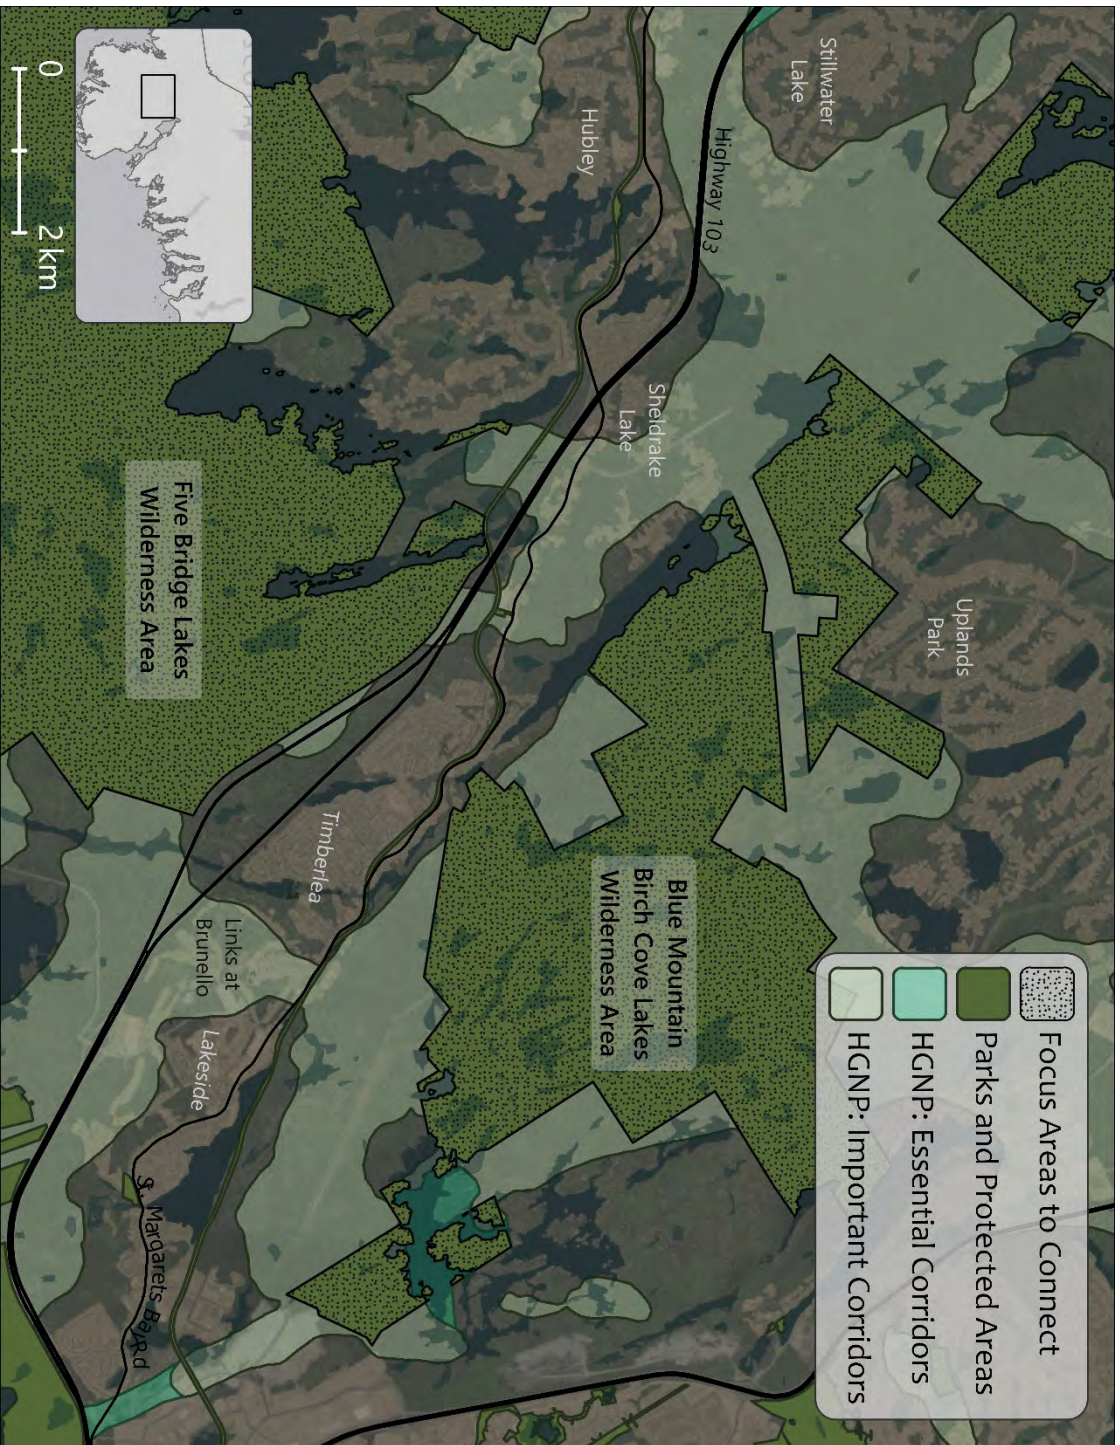 Focus Areas to Connect
Parks and Protected Areas
HGNP: Essential Corridors
HGNP: Important Corridors
Stillwater
Lake
Highway 103
Hubley
Sheldrake
Lake
Uplands
Park
Blue Mountain
Birch Cove Lakes
Wilderness Area
Five Bridge Lakes
Wilderness Area
Timberlea
Links at
Brunello
Lakeside
St. Margarets Bay Rd
0
2 km